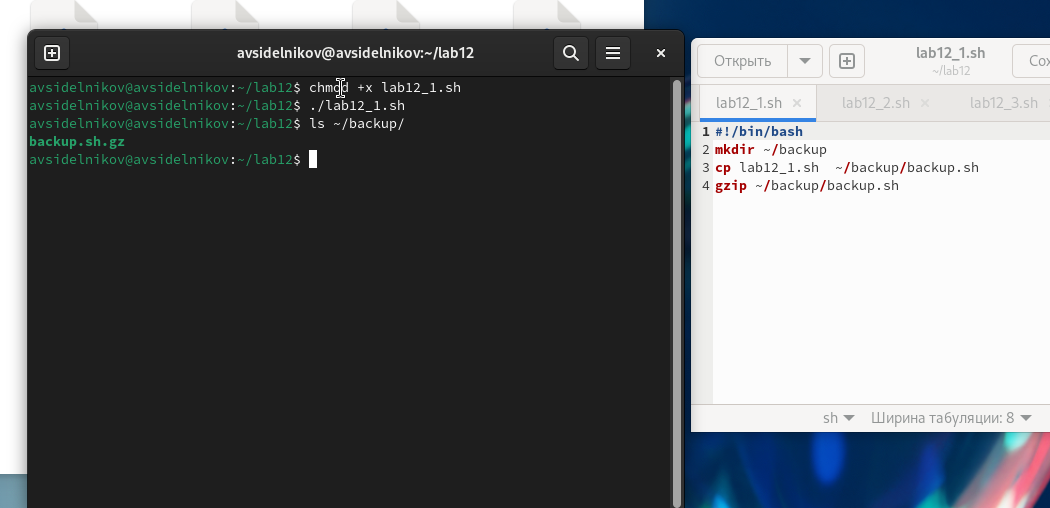 avsidelnikov@avsidelnikov:~/lab12
avsidelnikov@avsidelnikov:~/lab12$ chmod +x lab12_1.sh
avsidelnikov@avsidelnikov:~/lab12$ ./lab12_1.sh
avsidelnikov@avsidelnikov:~/lab12$ ls ~/backup/
backup.sh.gz
avsidelnikov@avsidelnikov:~/lab12$
Открыть
lab12_1.sh
~/lab12
Сох
lab12_1.sh × lab12_2.sh × lab12_3.sh
1 #!/bin/bash
2 mkdir ~/backup
3 cp lab12_1.sh  ~/backup/backup.sh
4 gzip ~/backup/backup.sh
sh Ширина табуляции: 8